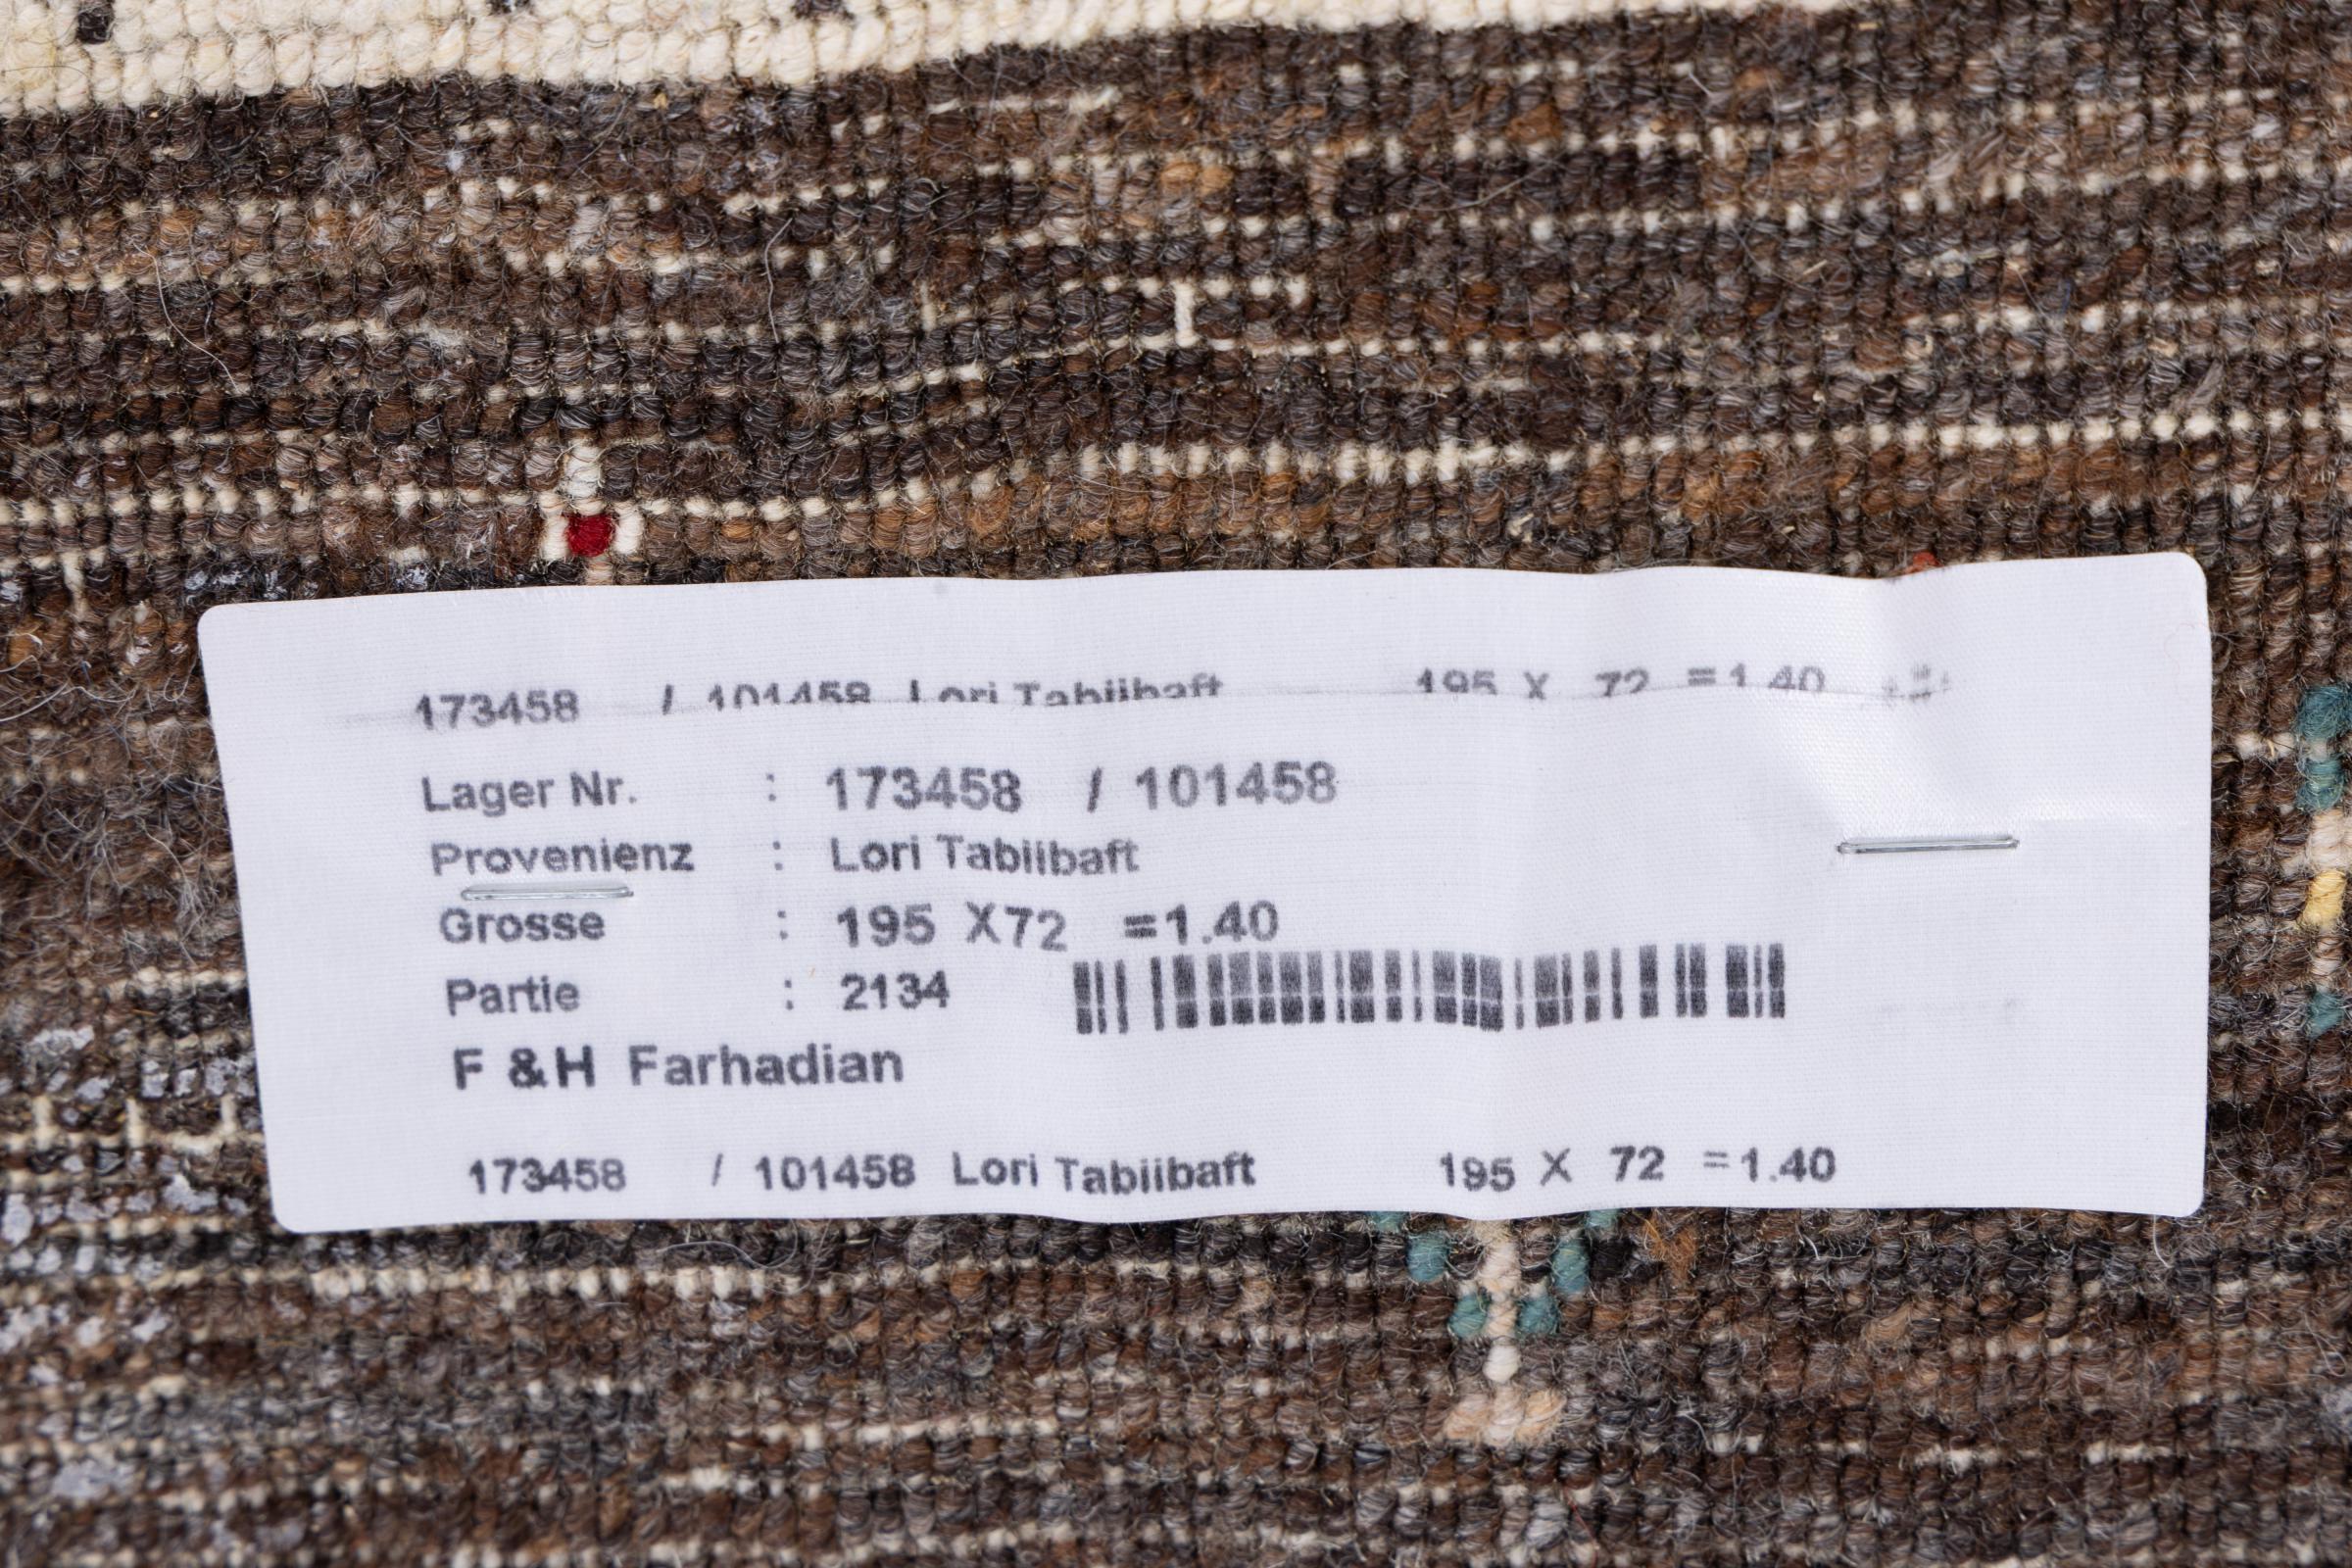 173458 / 101458 Lori Tabiibaft 195 X 72 =1.40
Lager Nr. : 173458 / 101458
Provenienz : Lori Tabiibaft
Grosse : 195 X72 =1.40
Partie : 2134
F &H Farhadian
173458 / 101458 Lori Tabiibaft 195 X 72 =1.40